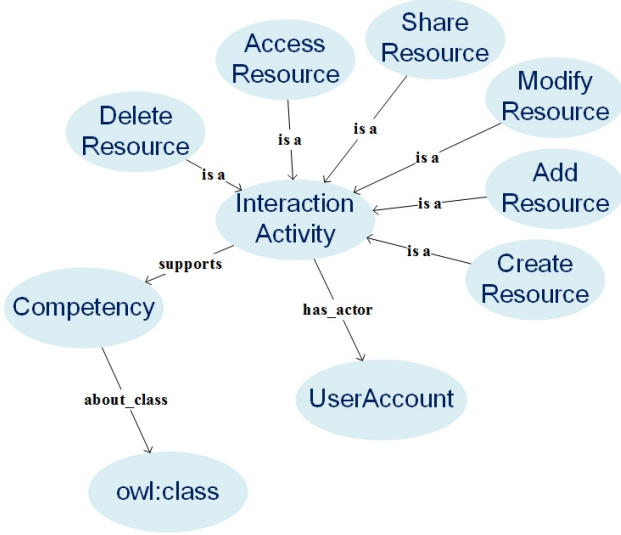 Share
Resource
Access
Resource
Modify
Resource
Delete
Resource
is a
is a
is a
is a
Add
Resource
is a
Interaction
Activity
is a
Create
Resource
supports
Competency
has_actor
about_class
UserAccount
owl:class